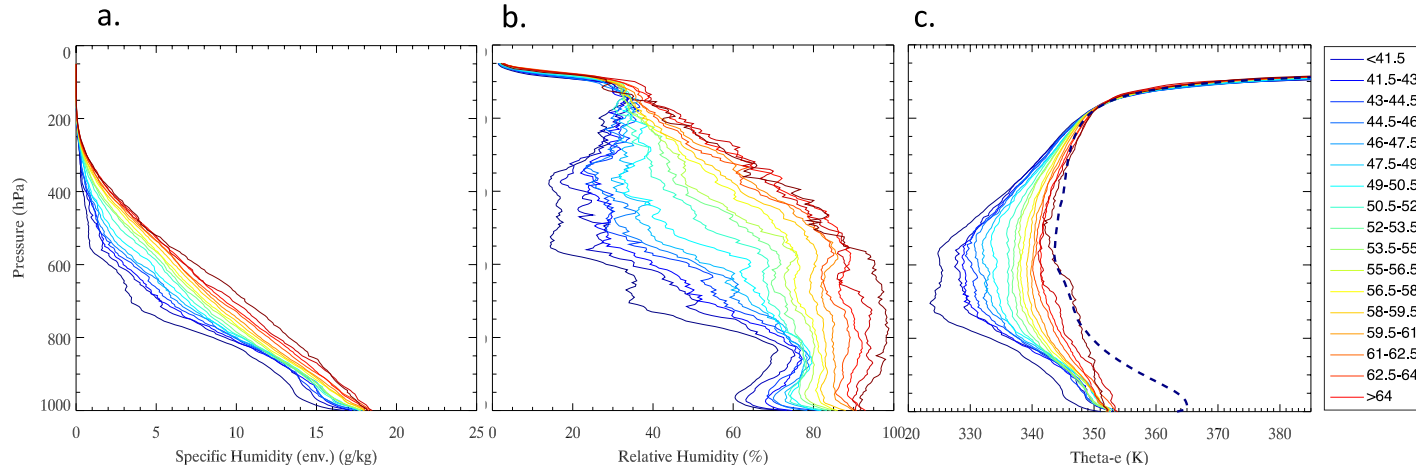 a.
b.
c.
Pressure (hPa)
0
200
400
600
800
1000
0 5 10 15 20 25
Specific Humidity (env.) (g/kg)
0 20 40 60 80 100
Relative Humidity (%)
20 330 340 350 360 370 380
Theta-e (K)
<41.5
41.5-43
43-44.5
44.5-46
46-47.5
47.5-49
49-50.5
50.5-52
52-53.5
53.5-55
55-56.5
56.5-58
58-59.5
59.5-61
61-62.5
62.5-64
>64